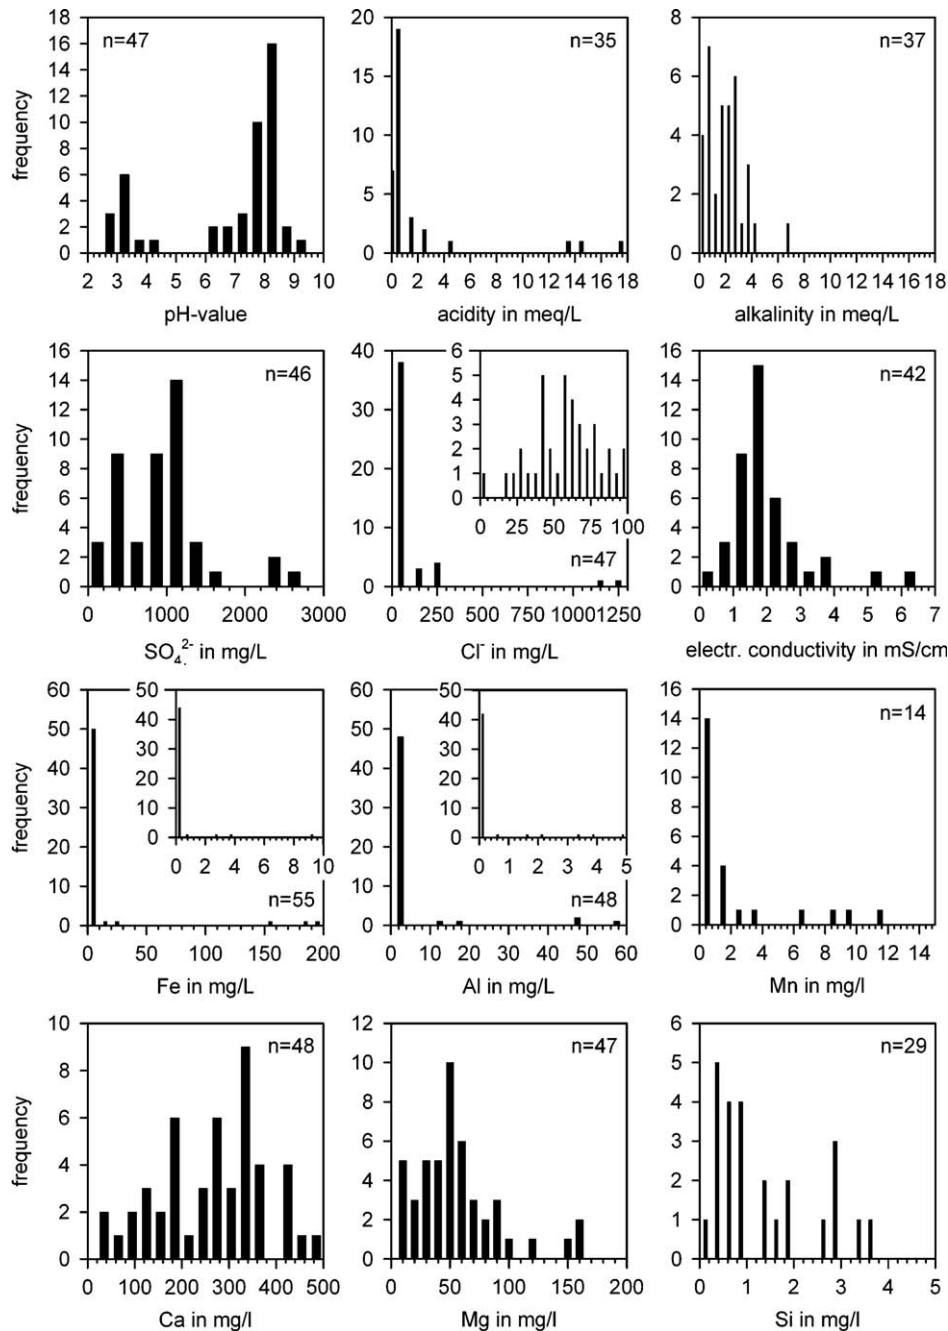 18
16
14
12
10
8
6
4
2
0
frequency
n=47
2 3 4 5 6 7 8 9 10
pH-value
20
15
10
5
0
n=35
0 2 4 6 8 10 12 14 16 18
acidity in meq/L
8
6
4
2
0
n=37
0 2 4 6 8 10 12 14 16 18
alkalinity in meq/L
16
14
12
10
8
6
4
2
0
frequency
n=46
0 1000 2000 3000
SO₄²⁻ in mg/L
40
30
20
10
0
6
5
4
3
2
1
0
0 25 50 75 100
n=47
0 250 500 750 1000 1250
Cl⁻ in mg/L
16
14
12
10
8
6
4
2
0
n=42
0 1 2 3 4 5 6 7
electr. conductivity in mS/cm
60
50
40
30
20
10
0
frequency
50
40
30
20
10
0
0 2 4 6 8 10
n=55
0 50 100 150 200
Fe in mg/L
60
50
40
30
20
10
0
50
40
30
20
10
0
0 1 2 3 4 5
n=48
0 10 20 30 40 50 60
Al in mg/L
16
14
12
10
8
6
4
2
0
n=14
0 2 4 6 8 10 12 14
Mn in mg/l
10
8
6
4
2
0
frequency
n=48
0 100 200 300 400 500
Ca in mg/l
12
10
8
6
4
2
0
n=47
0 50 100 150 200
Mg in mg/l
6
5
4
3
2
1
0
n=29
0 1 2 3 4 5
Si in mg/l